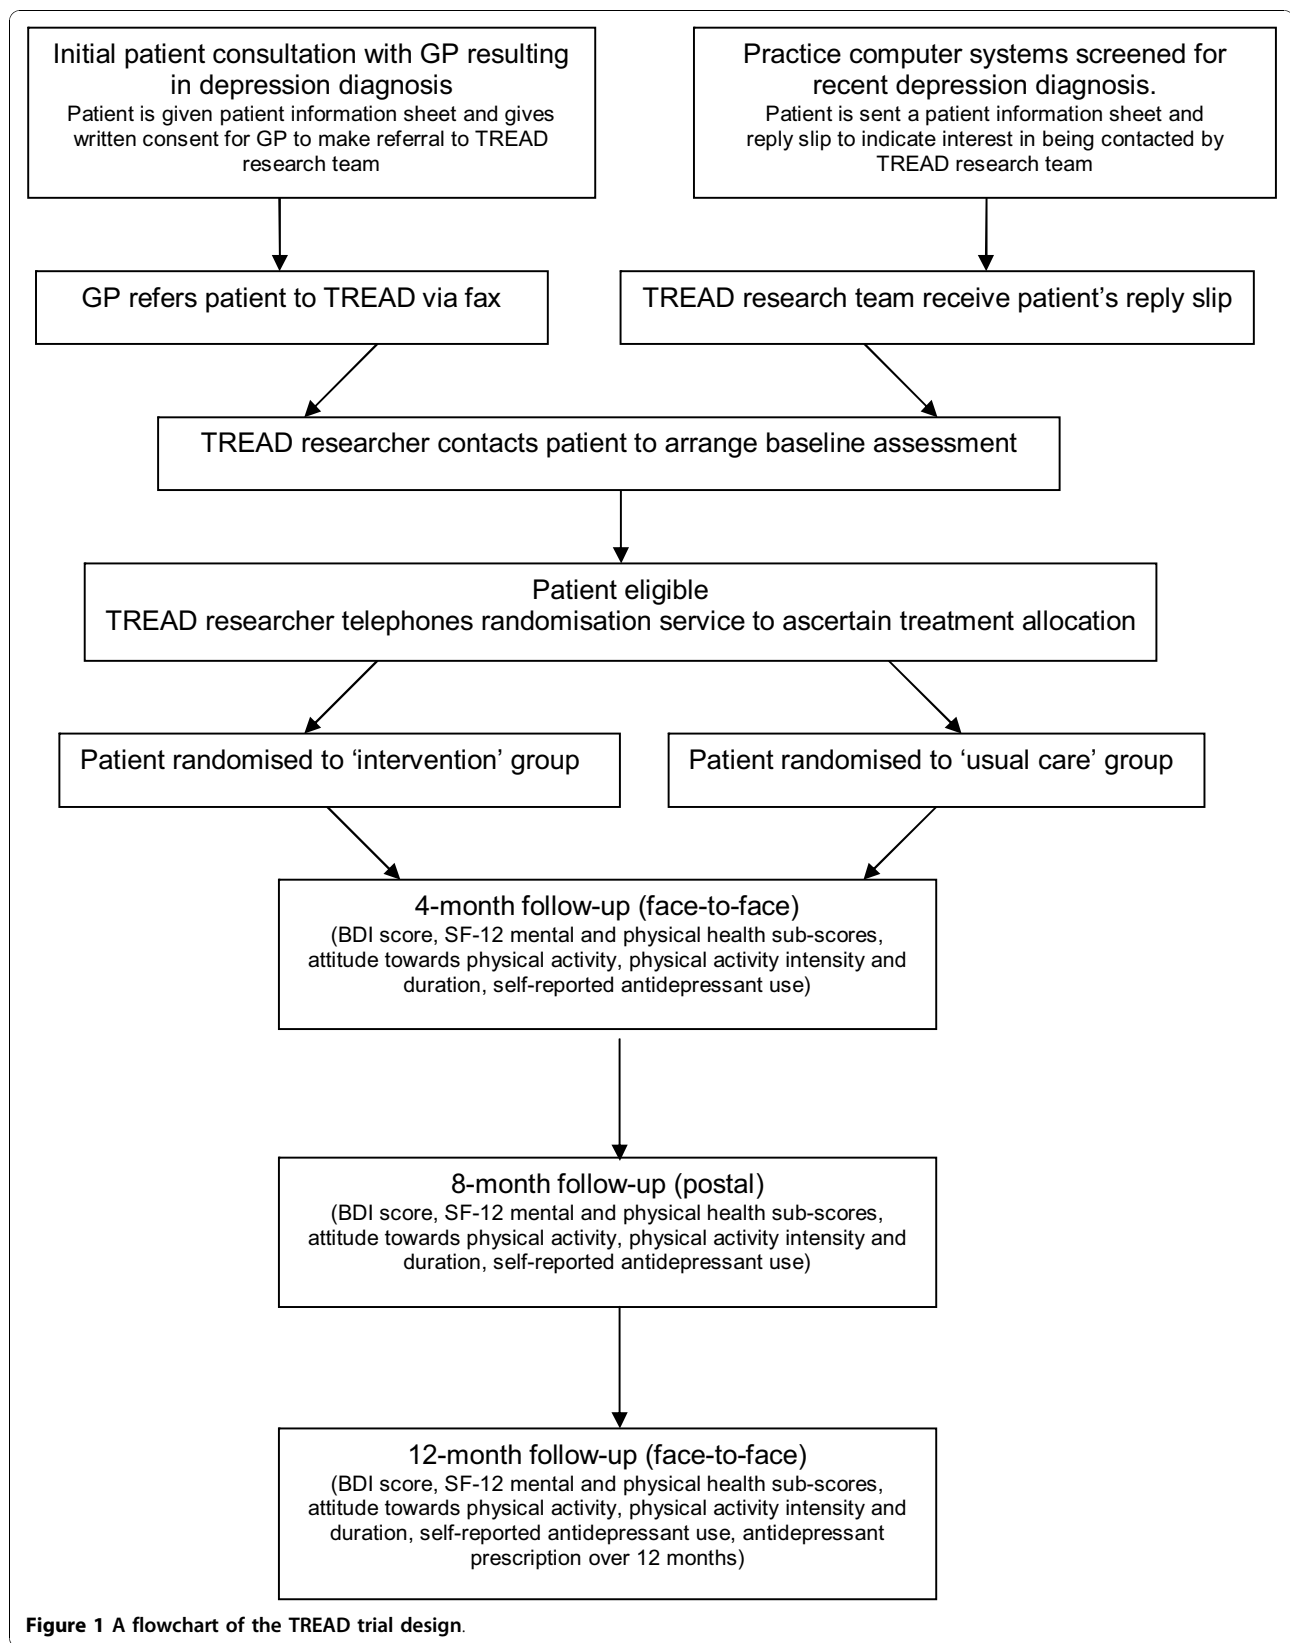 Initial patient consultation with GP resulting
in depression diagnosis
Patient is given patient information sheet and gives
written consent for GP to make referral to TREAD
research team
Practice computer systems screened for
recent depression diagnosis.
Patient is sent a patient information sheet and
reply slip to indicate interest in being contacted by
TREAD research team
GP refers patient to TREAD via fax
TREAD research team receive patient’s reply slip
TREAD researcher contacts patient to arrange baseline assessment
Patient eligible
TREAD researcher telephones randomisation service to ascertain treatment allocation
Patient randomised to ‘intervention’ group
Patient randomised to ‘usual care’ group
4-month follow-up (face-to-face)
(BDI score, SF-12 mental and physical health sub-scores,
attitude towards physical activity, physical activity intensity and
duration, self-reported antidepressant use)
8-month follow-up (postal)
(BDI score, SF-12 mental and physical health sub-scores,
attitude towards physical activity, physical activity intensity and
duration, self-reported antidepressant use)
12-month follow-up (face-to-face)
(BDI score, SF-12 mental and physical health sub-scores,
attitude towards physical activity, physical activity intensity and
duration, self-reported antidepressant use, antidepressant
prescription over 12 months)
Figure 1 A flowchart of the TREAD trial design.